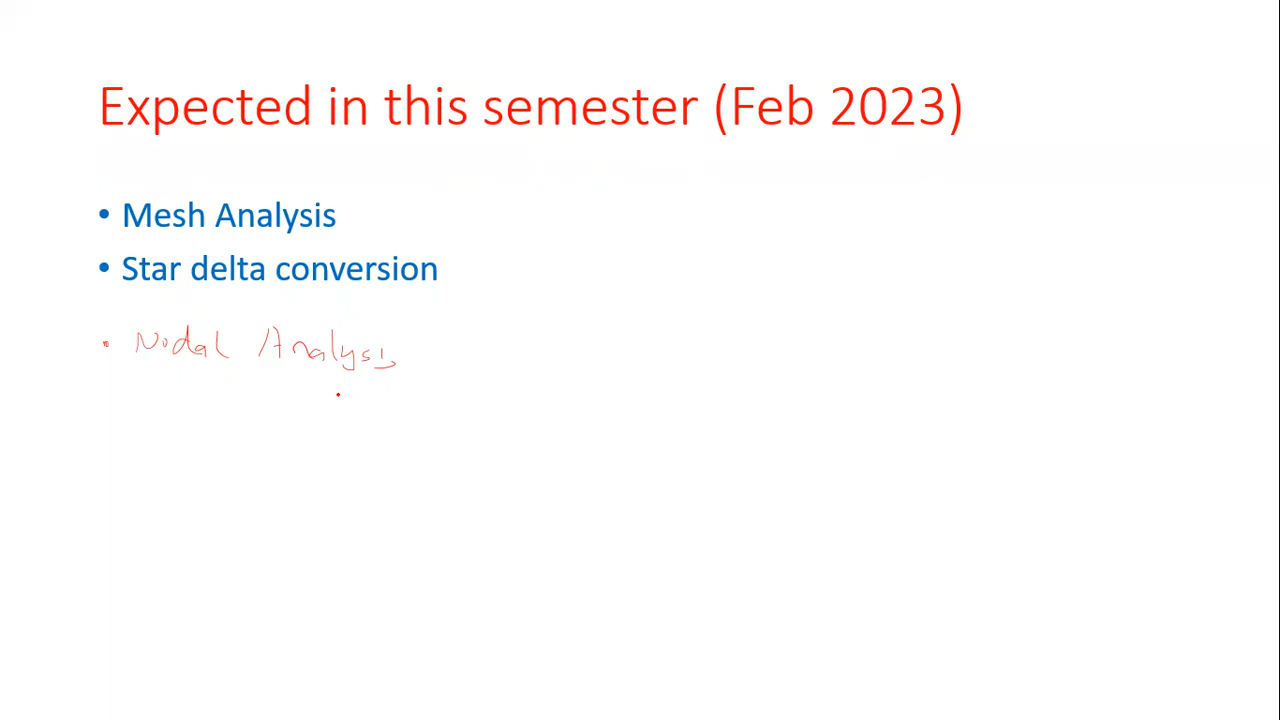 Expected in this semester (Feb 2023)
• Mesh Analysis
• Star delta conversion
• Nodal Analysis